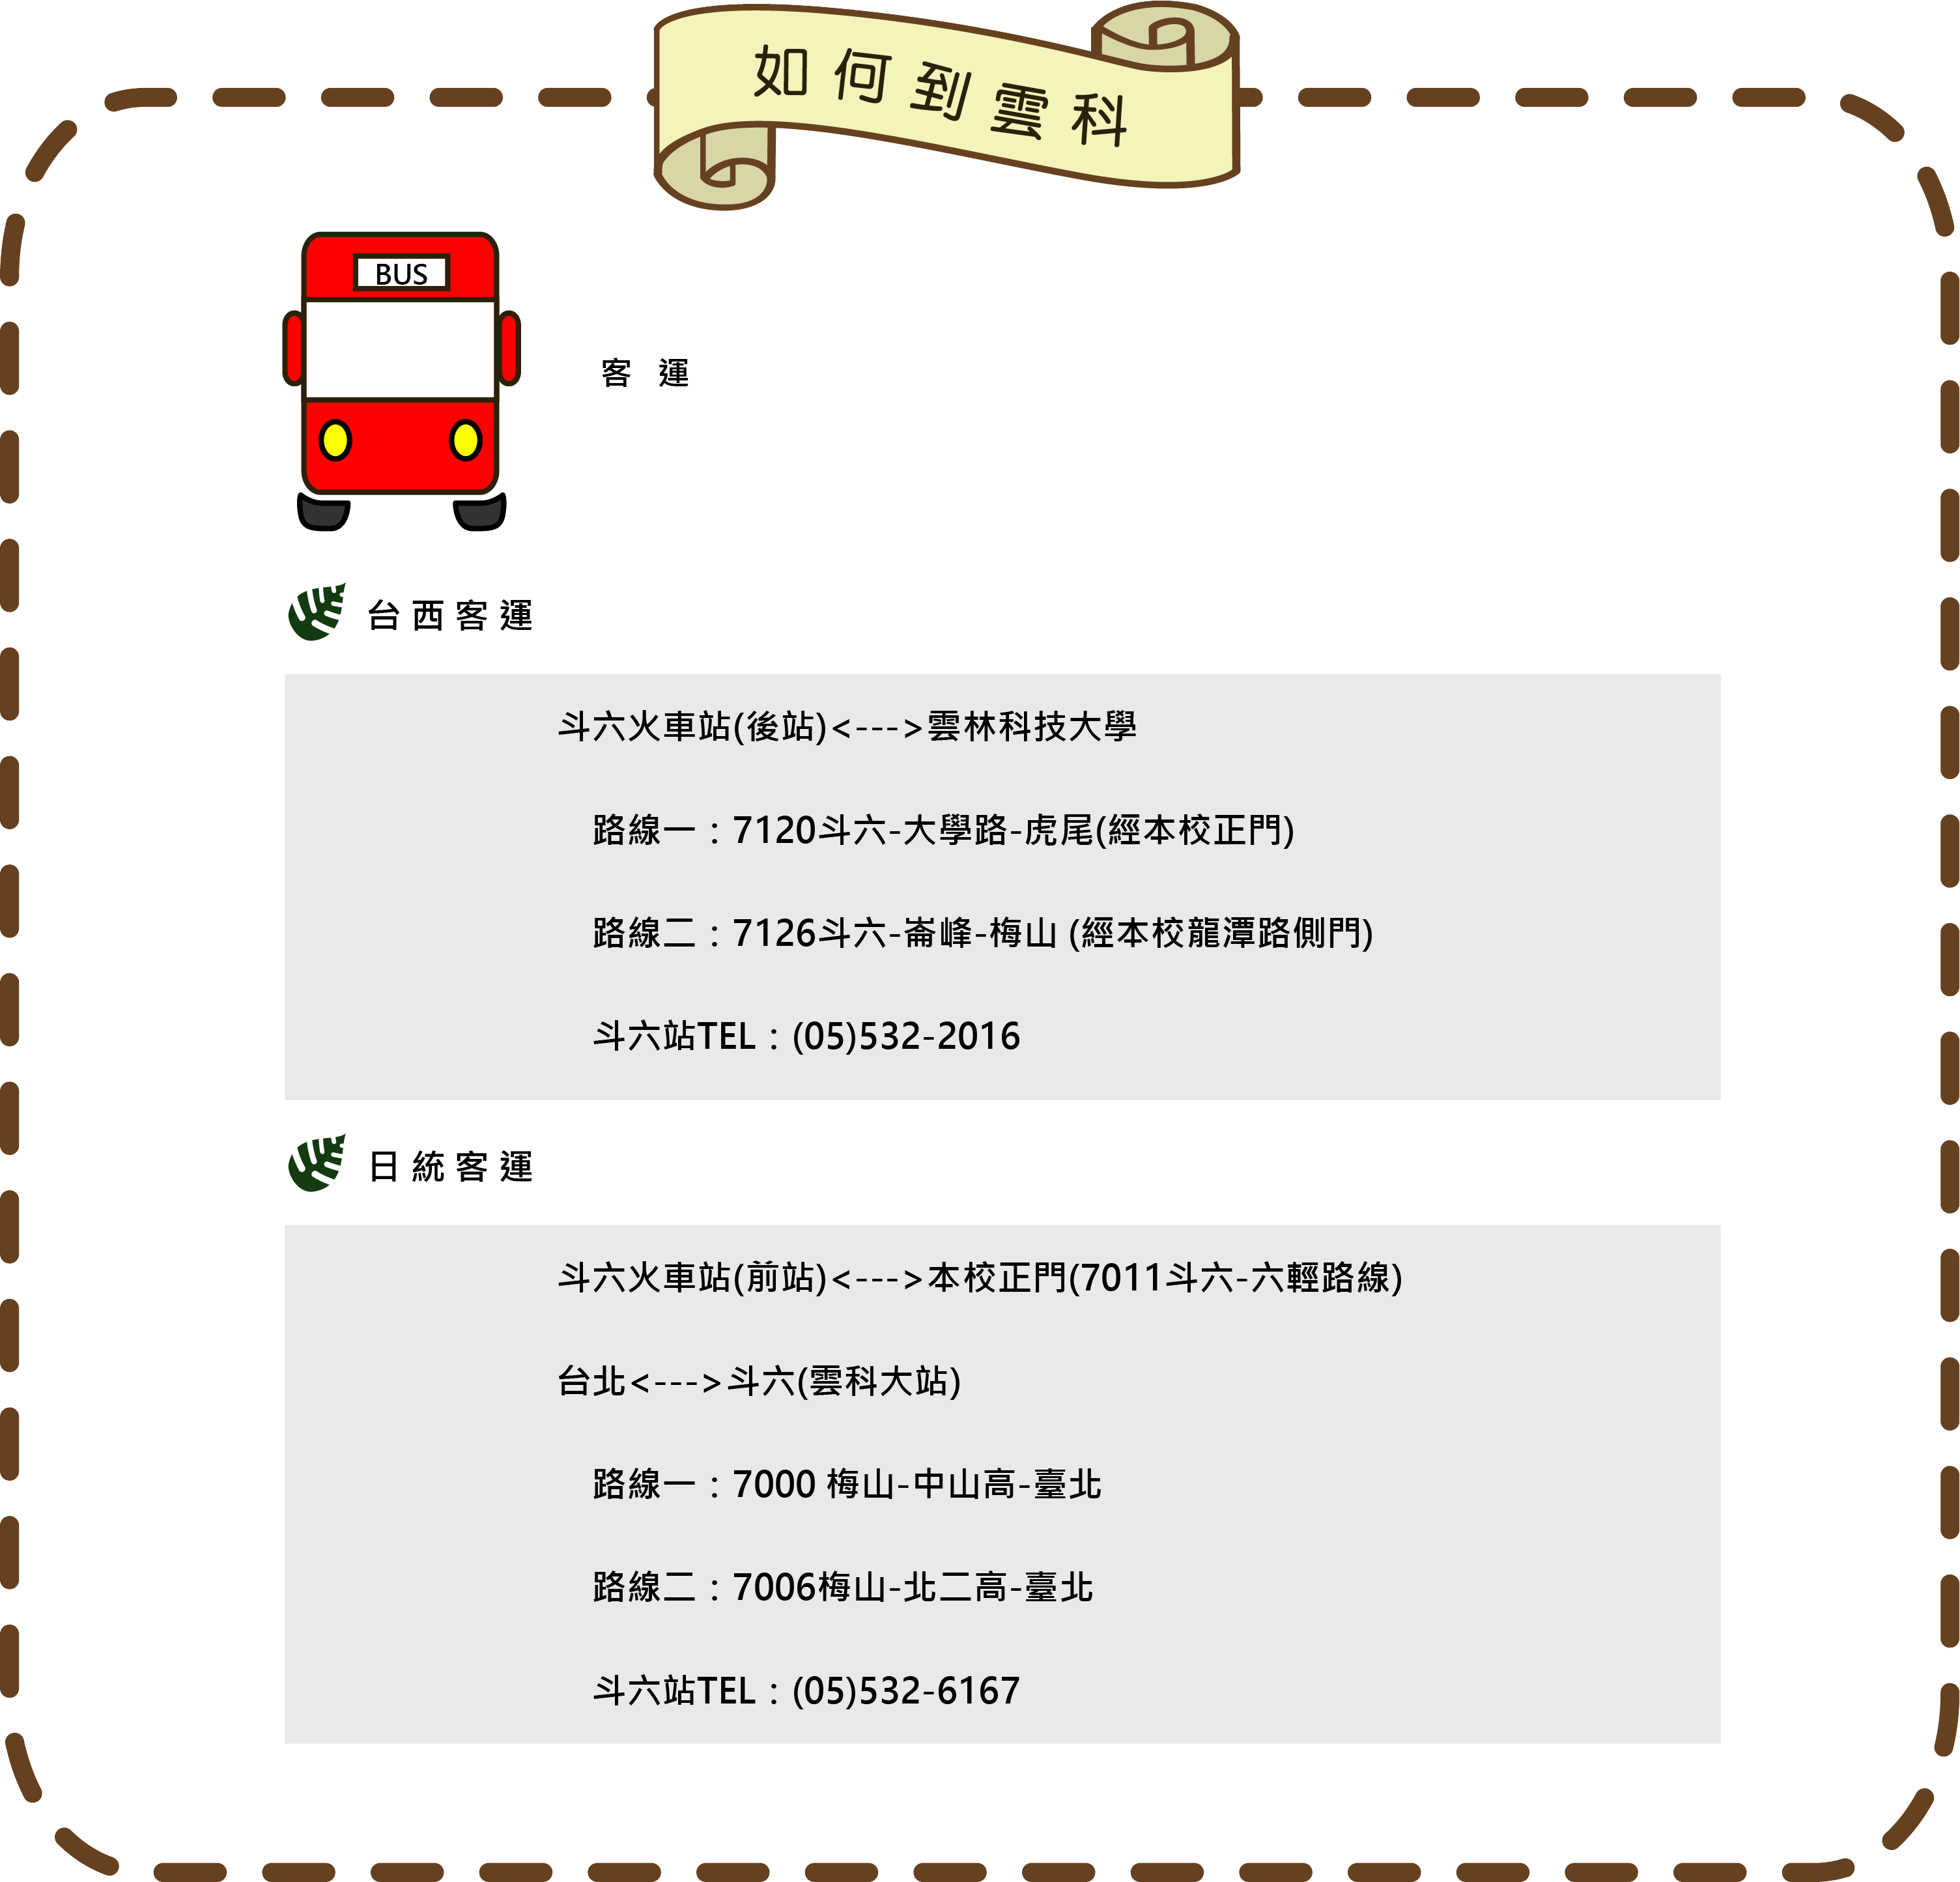 如何到雲科
BUS
客 運
台西客運
斗六火車站(後站)<--->雲林科技大學
路線一：7120斗六-大學路-虎尾(經本校正門)
路線二：7126斗六-崙峰-梅山 (經本校龍潭路側門)
斗六站TEL：(05)532-2016
日統客運
斗六火車站(前站)<--->本校正門(7011斗六-六輕路線)
台北<--->斗六(雲科大站)
路線一：7000 梅山-中山高-臺北
路線二：7006梅山-北二高-臺北
斗六站TEL：(05)532-6167